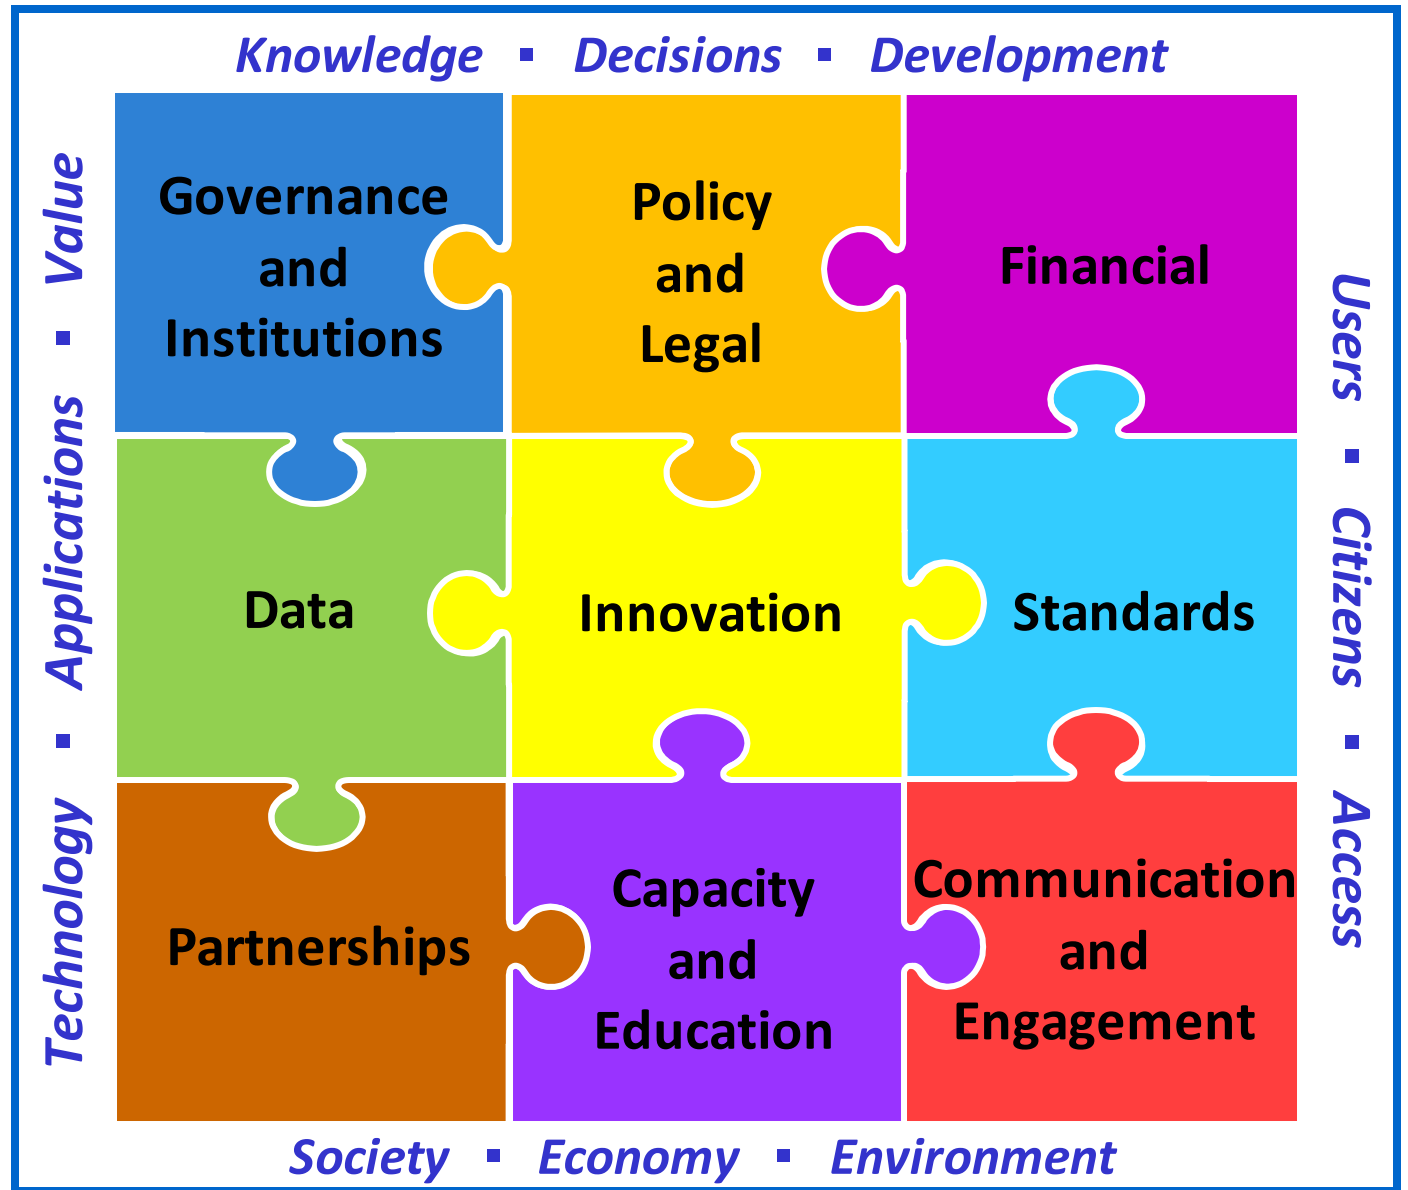 Knowledge ▪ Decisions ▪ Development
Technology ▪ Applications ▪ Value
Governance
and
Institutions
Policy
and
Legal
Financial
Data
Innovation
Standards
Partnerships
Capacity
and
Education
Communication
and
Engagement
Users ▪ Citizens ▪ Access
Society ▪ Economy ▪ Environment